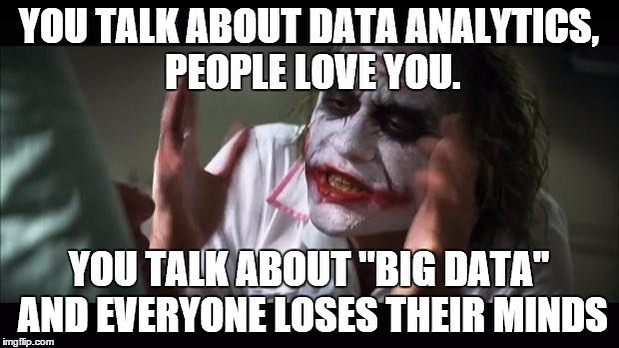 YOU TALK ABOUT DATA ANALYTICS,
PEOPLE LOVE YOU.
YOU TALK ABOUT "BIG DATA"
AND EVERYONE LOSES THEIR MINDS
imgflip.com